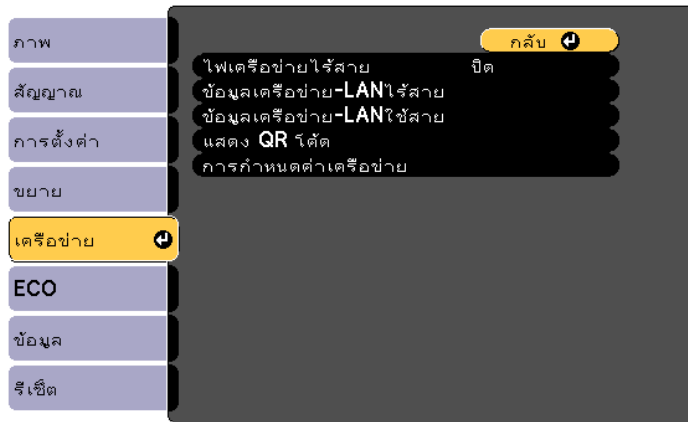 ภาพ
สัญญาณ
การตั้งค่า
ขยาย
เครือข่าย
ECO
ข้อมูล
รีเซ็ต
กลับ
ไฟเครือข่ายไร้สาย ปิด
ข้อมูลเครือข่าย-LANไร้สาย
ข้อมูลเครือข่าย-LANใช้สาย
แสดง QR โค้ด
การกำหนดค่าเครือข่าย